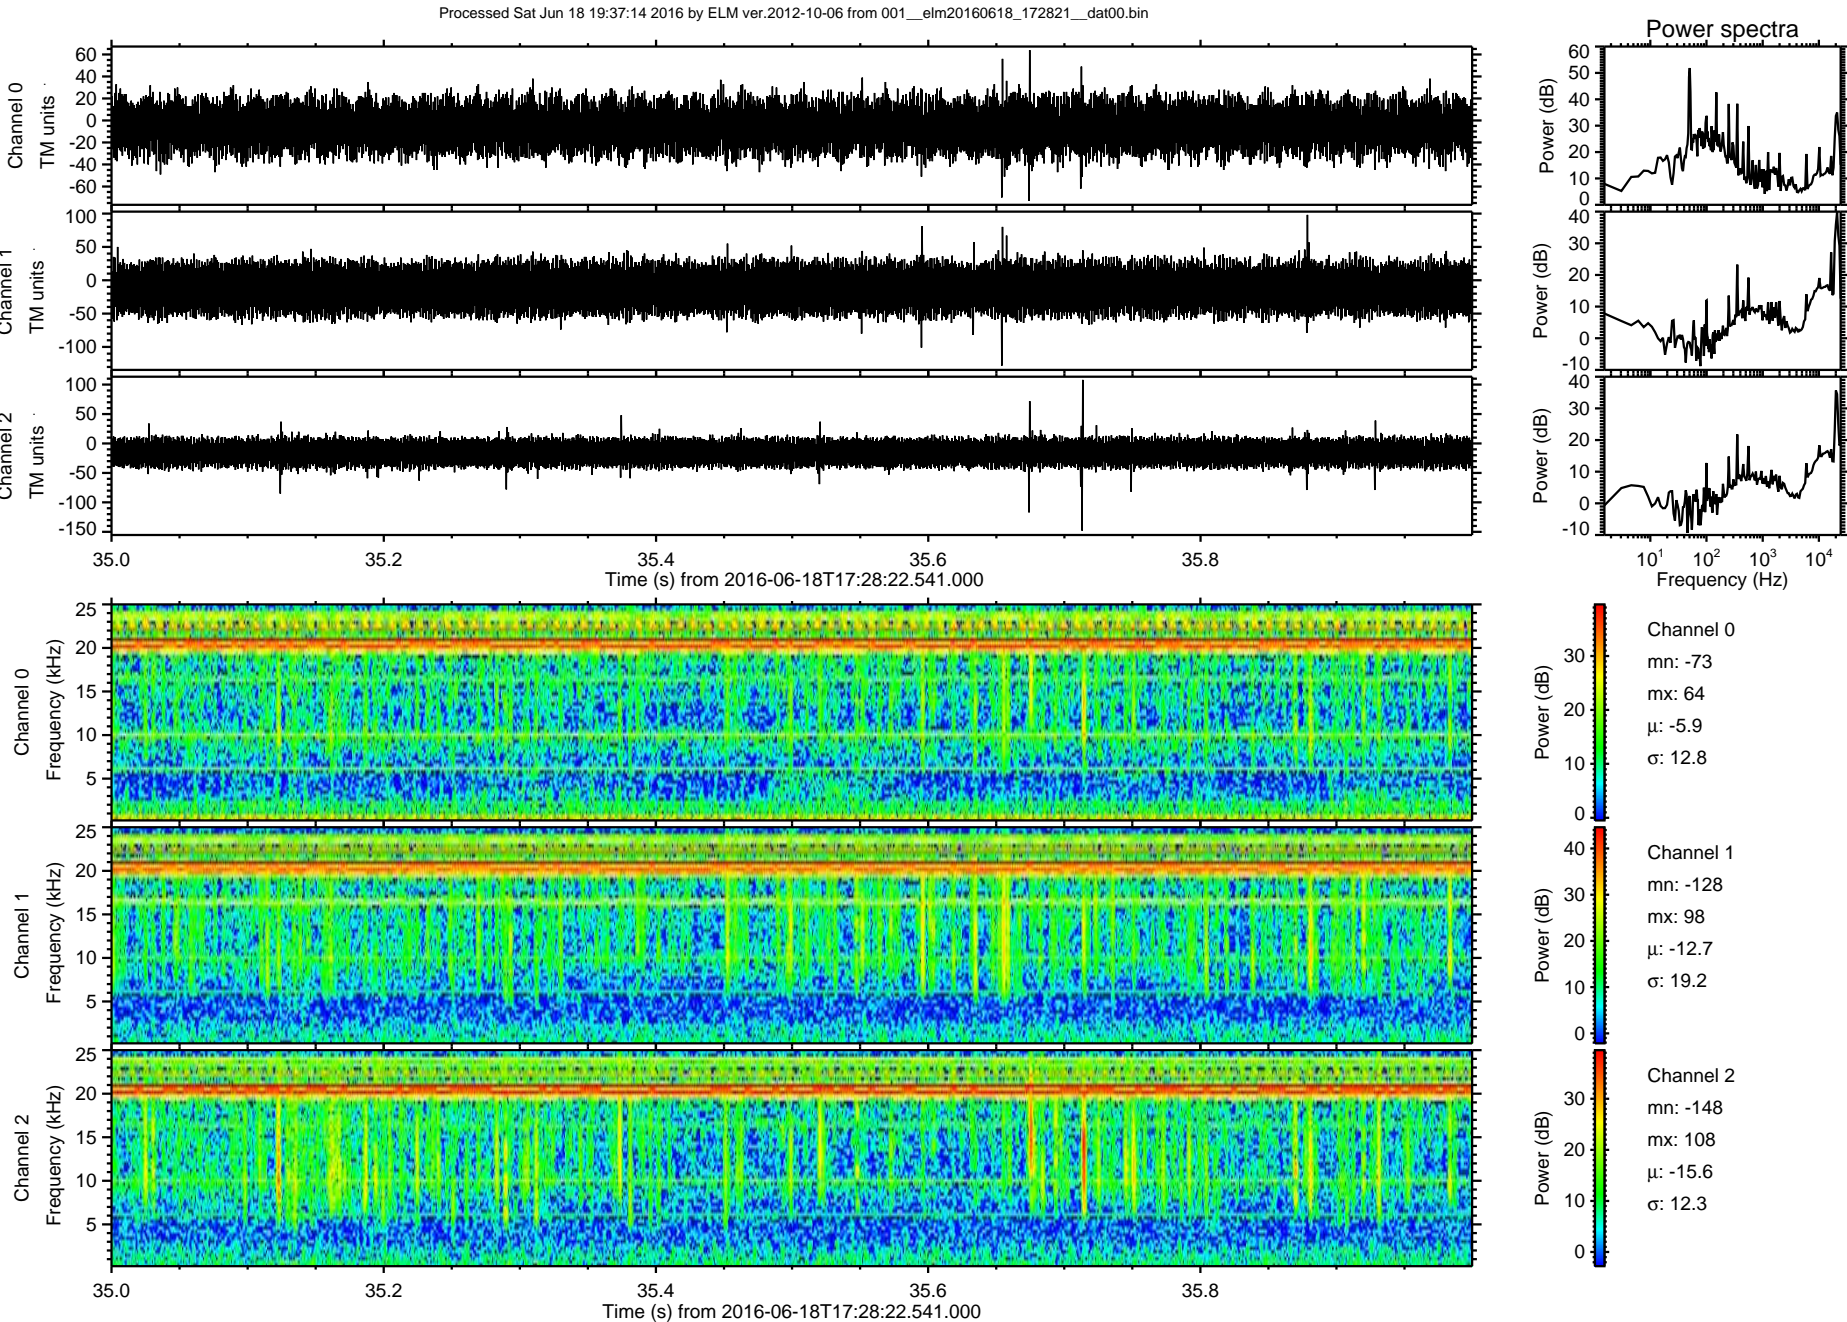 Processed Sat Jun 18 19:37:14 2016 by ELM ver.2012-10-06 from 001__elm20160618_172821__dat00.bin
Power spectra
Channel 0
TM units
60
40
20
0
-20
-40
-60
Power (dB)
60
50
40
30
20
10
0
Channel 1
TM units
100
50
0
-50
-100
Power (dB)
40
30
20
10
0
-10
Channel 2
TM units
100
50
0
-50
-100
-150
Power (dB)
40
30
20
10
0
-10
35.0 35.2 35.4 35.6 35.8
Time (s) from 2016-06-18T17:28:22.541.000
10¹ 10² 10³ 10⁴
Frequency (Hz)
Channel 0
Frequency (kHz)
25
20
15
10
5
Power (dB)
30
20
10
0
Channel 0
mn: -73
mx: 64
μ: -5.9
σ: 12.8
Channel 1
Frequency (kHz)
25
20
15
10
5
Power (dB)
40
30
20
10
0
Channel 1
mn: -128
mx: 98
μ: -12.7
σ: 19.2
Channel 2
Frequency (kHz)
25
20
15
10
5
Power (dB)
30
20
10
0
Channel 2
mn: -148
mx: 108
μ: -15.6
σ: 12.3
35.0 35.2 35.4 35.6 35.8
Time (s) from 2016-06-18T17:28:22.541.000